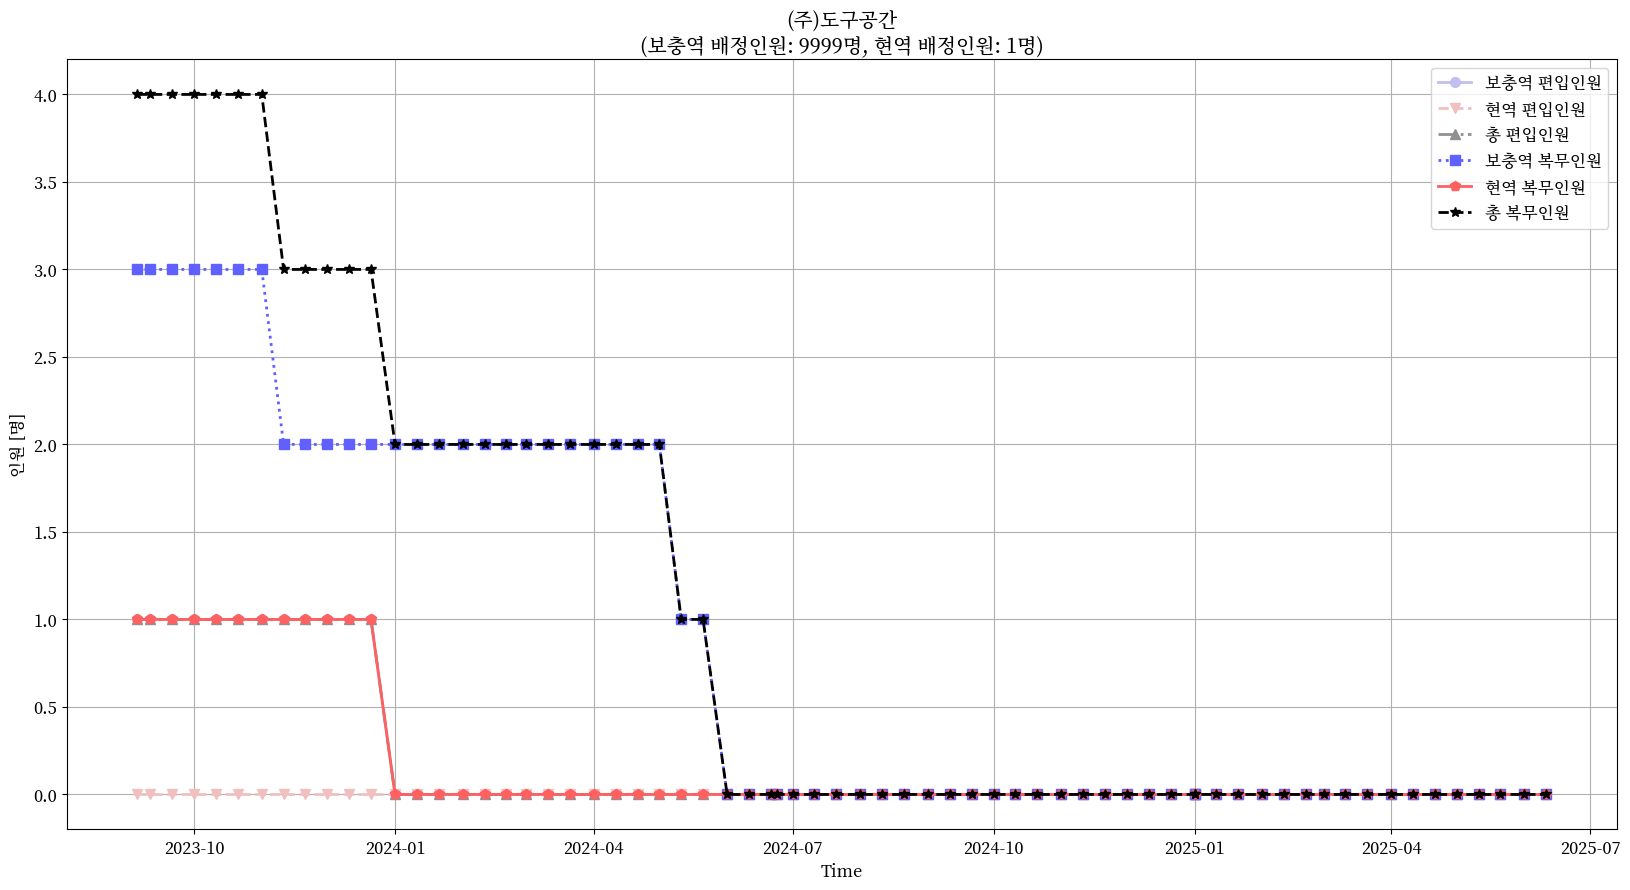 (주)도구공간
(보충역 배정인원: 9999명, 현역 배정인원: 1명)
보충역 편입인원
현역 편입인원
총 편입인원
보충역 복무인원
현역 복무인원
총 복무인원
인원 [명]
4.0
3.5
3.0
2.5
2.0
1.5
1.0
0.5
0.0
2023-10
2024-01
2024-04
2024-07
2024-10
2025-01
2025-04
2025-07
Time